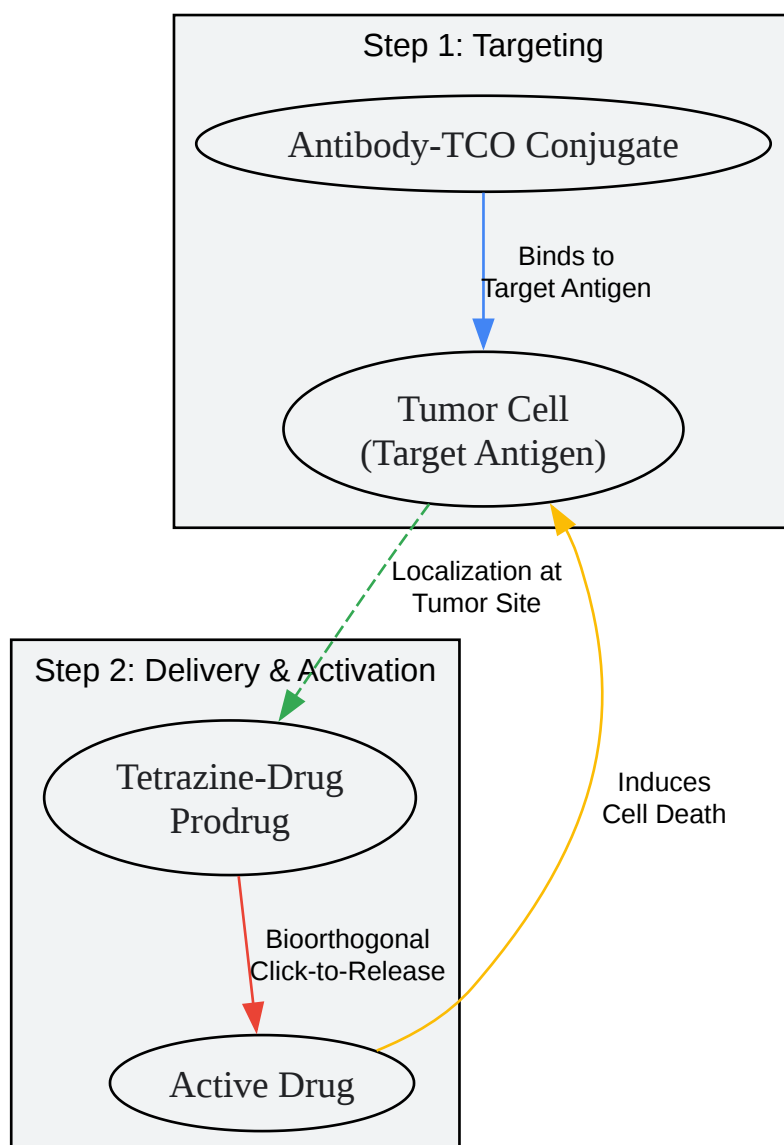 Step 1: Targeting
Antibody-TCO Conjugate
Binds to
Target Antigen
Tumor Cell
(Target Antigen)
Localization at
Tumor Site
Step 2: Delivery & Activation
Tetrazine-Drug
Prodrug
Induces
Cell Death
Bioorthogonal
Click-to-Release
Active Drug